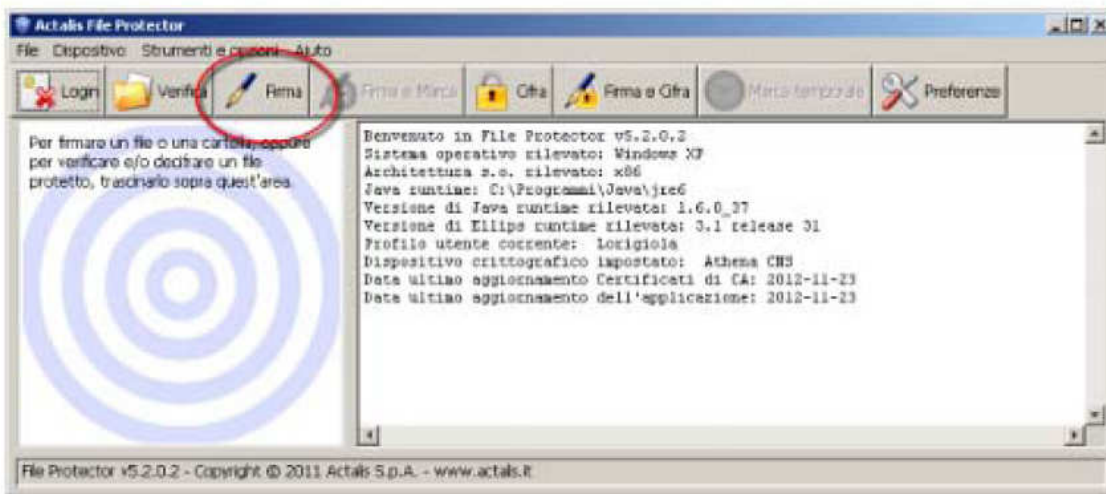 Actalis File Protector
File Dispositivo Strumenti e opzioni Aiuto
Login Verifica Firma Firma e Marca Cifra Firma e Cifra Marca temporale Preferenze
Per firmare un file o una cartella, oppure
per verificare e/o decifrare un file
protetto, trascinarlo sopra quest'area.
Benvenuto in File Protector v5.2.0.2
Sistema operativo rilevato: Windows XP
Architettura s.o. rilevato: x86
Java runtime: C:\Programmi\Java\jre6
Versione di Java runtime rilevata: 1.6.0_37
Versione di Ellips runtime rilevata: 3.1 release 31
Profilo utente corrente: Lorigiola
Dispositivo crittografico impostato: Athena CNS
Data ultimo aggiornamento Certificati di CA: 2012-11-23
Data ultimo aggiornamento dell'applicazione: 2012-11-23
File Protector v5.2.0.2 - Copyright © 2011 Actalis S.p.A. - www.actalis.it